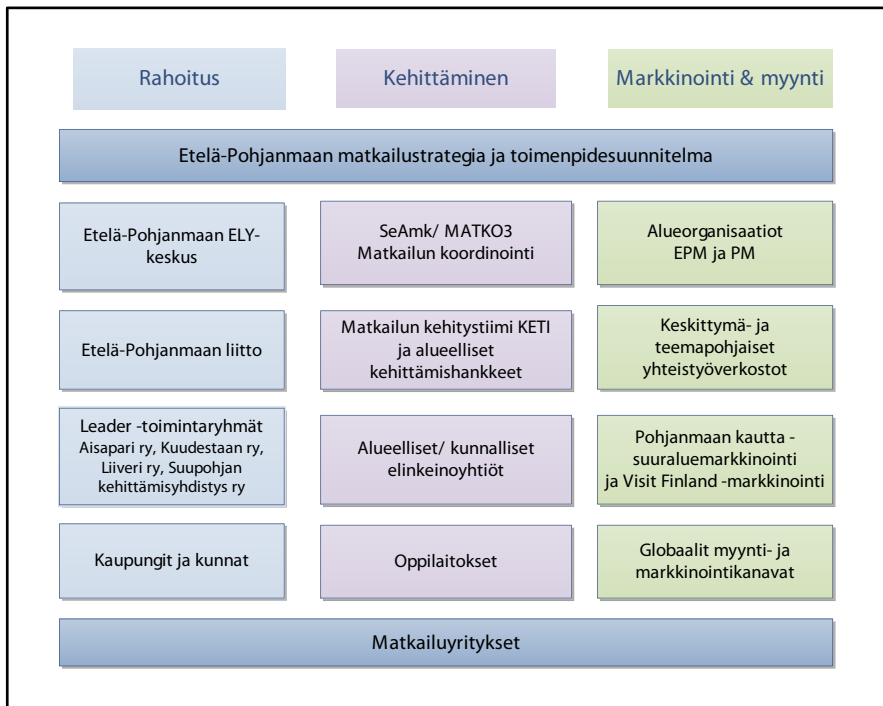 Rahoitus
Kehittäminen
Markkinointi & myynti
Etelä-Pohjanmaan matkailustrategia ja toimenpidesuunnitelma
Etelä-Pohjanmaan ELY-
keskus
SeAmk/ MATKO3
Matkailun koordinointi
Alueorganisaatiot
EPM ja PM
Etelä-Pohjanmaan liitto
Matkailun kehitystiimi KETI
ja alueelliset
kehittämishankkeet
Keskittymä- ja
teemapohjaiset
yhteistyöverkostot
Leader -toimintaryhmät
Aisapari ry, Kuudestaan ry,
Liiveri ry, Suupohjan
kehittämisyhdistys ry
Alueelliset/ kunnalliset
elinkeinoyhtiöt
Pohjanmaan kautta -
suuraluemarkkinointi
ja Visit Finland -markkinointi
Kaupungit ja kunnat
Oppilaitokset
Globaalit myynti- ja
markkinointikanavat
Matkailuyritykset